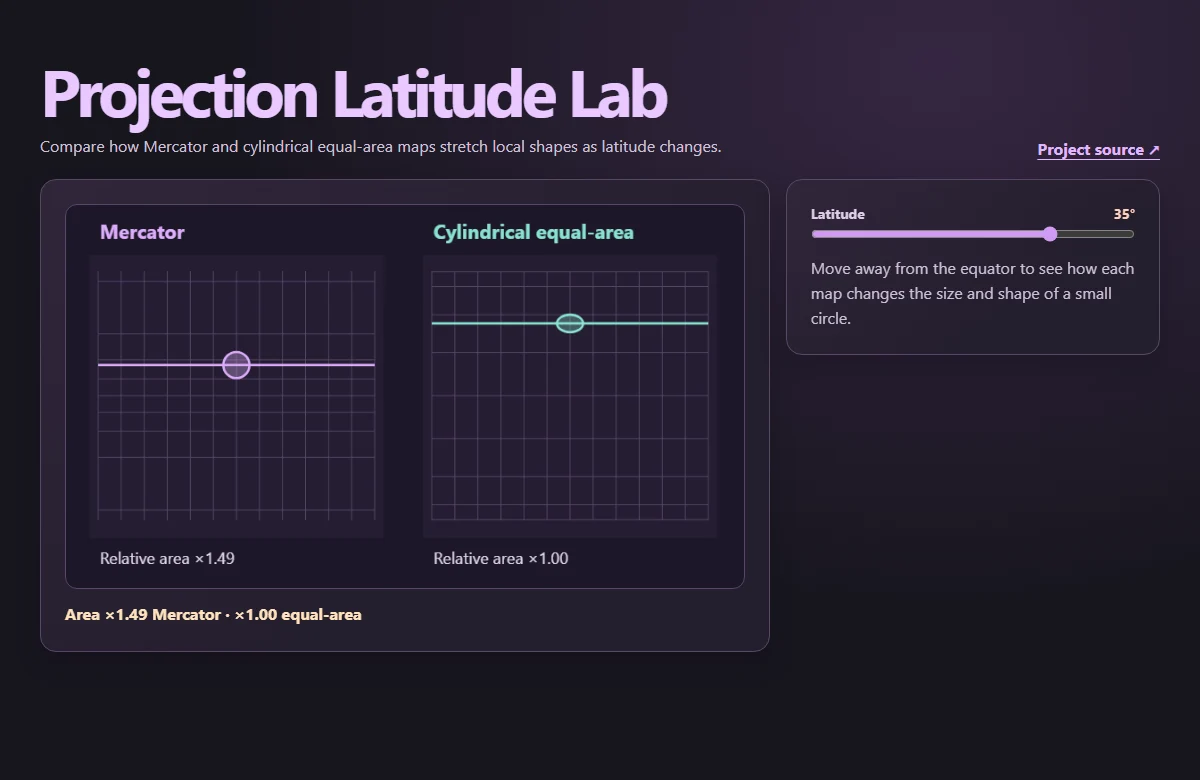 Projection Latitude Lab
Compare how Mercator and cylindrical equal-area maps stretch local shapes as latitude changes.
Project source ↗
Mercator
Cylindrical equal-area
Relative area ×1.49
Relative area ×1.00
Area ×1.49 Mercator · ×1.00 equal-area
Latitude
35°
Move away from the equator to see how each
map changes the size and shape of a small
circle.